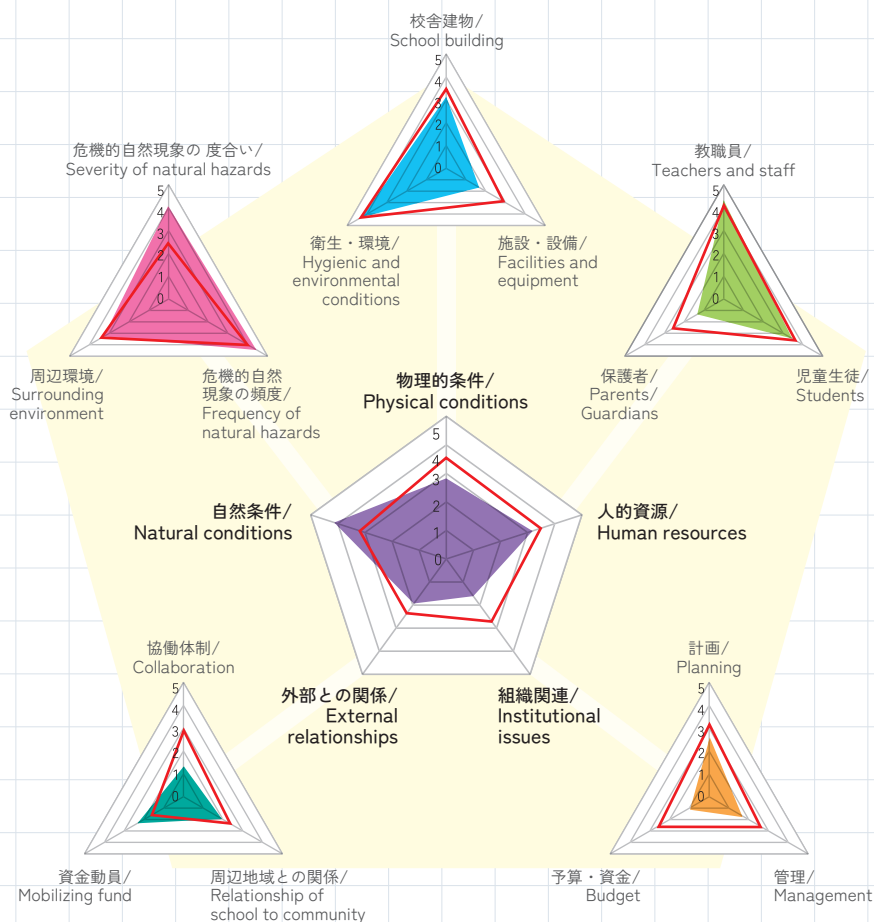 校舎建物/
School building
5
4
3
2
1
0
衛生・環境/
Hygienic and
environmental
conditions
施設・設備/
Facilities and
equipment
危機的自然現象の 度合い/
Severity of natural hazards
5
4
3
2
1
0
周辺環境/
Surrounding
environment
危機的自然
現象の頻度/
Frequency of
natural hazards
教職員/
Teachers and staff
5
4
3
2
1
0
保護者/
Parents/
Guardians
児童生徒/
Students
物理的条件/
Physical conditions
5
4
3
2
1
0
自然条件/
Natural conditions
人的資源/
Human resources
外部との関係/
External
relationships
組織関連/
Institutional
issues
協働体制/
Collaboration
5
4
3
2
1
0
資金動員/
Mobilizing fund
周辺地域との関係/
Relationship of
school to community
計画/
Planning
5
4
3
2
1
0
予算・資金/
Budget
管理/
Management